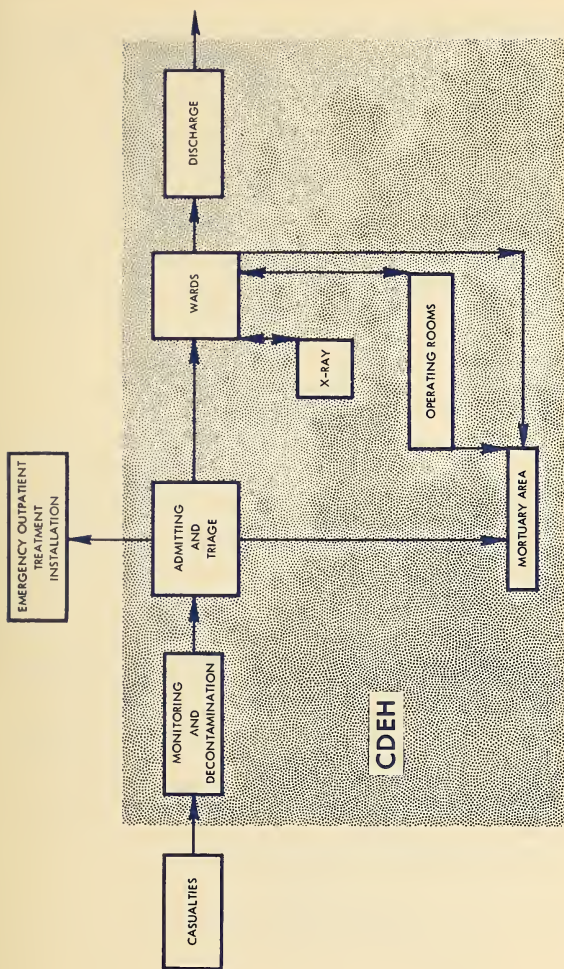 EMERGENCY OUTPATIENT
TREATMENT
INSTALLATION
CASUALTIES
MONITORING
AND
DECONTAMINATION
ADMITTING
AND
TRIAGE
WARDS
DISCHARGE
X-RAY
OPERATING ROOMS
MORTUARY AREA
CDEH